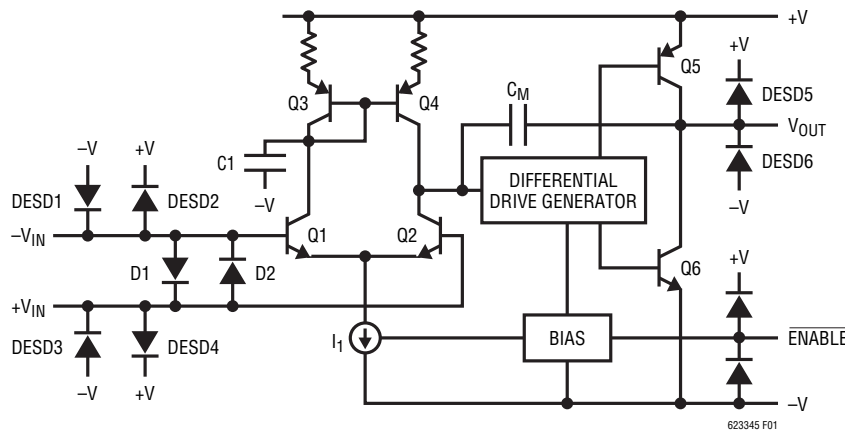 +V
Q3
Q4
Q5
+V
DESD5
CM
VOUT
C1
–V
–V
+V
DESD1
DESD2
DIFFERENTIAL
DRIVE GENERATOR
DESD6
–V
–VIN
Q1
Q2
D1
D2
Q6
+V
+VIN
DESD3
DESD4
I1
BIAS
ENABLE
–V
+V
–V
623345 F01